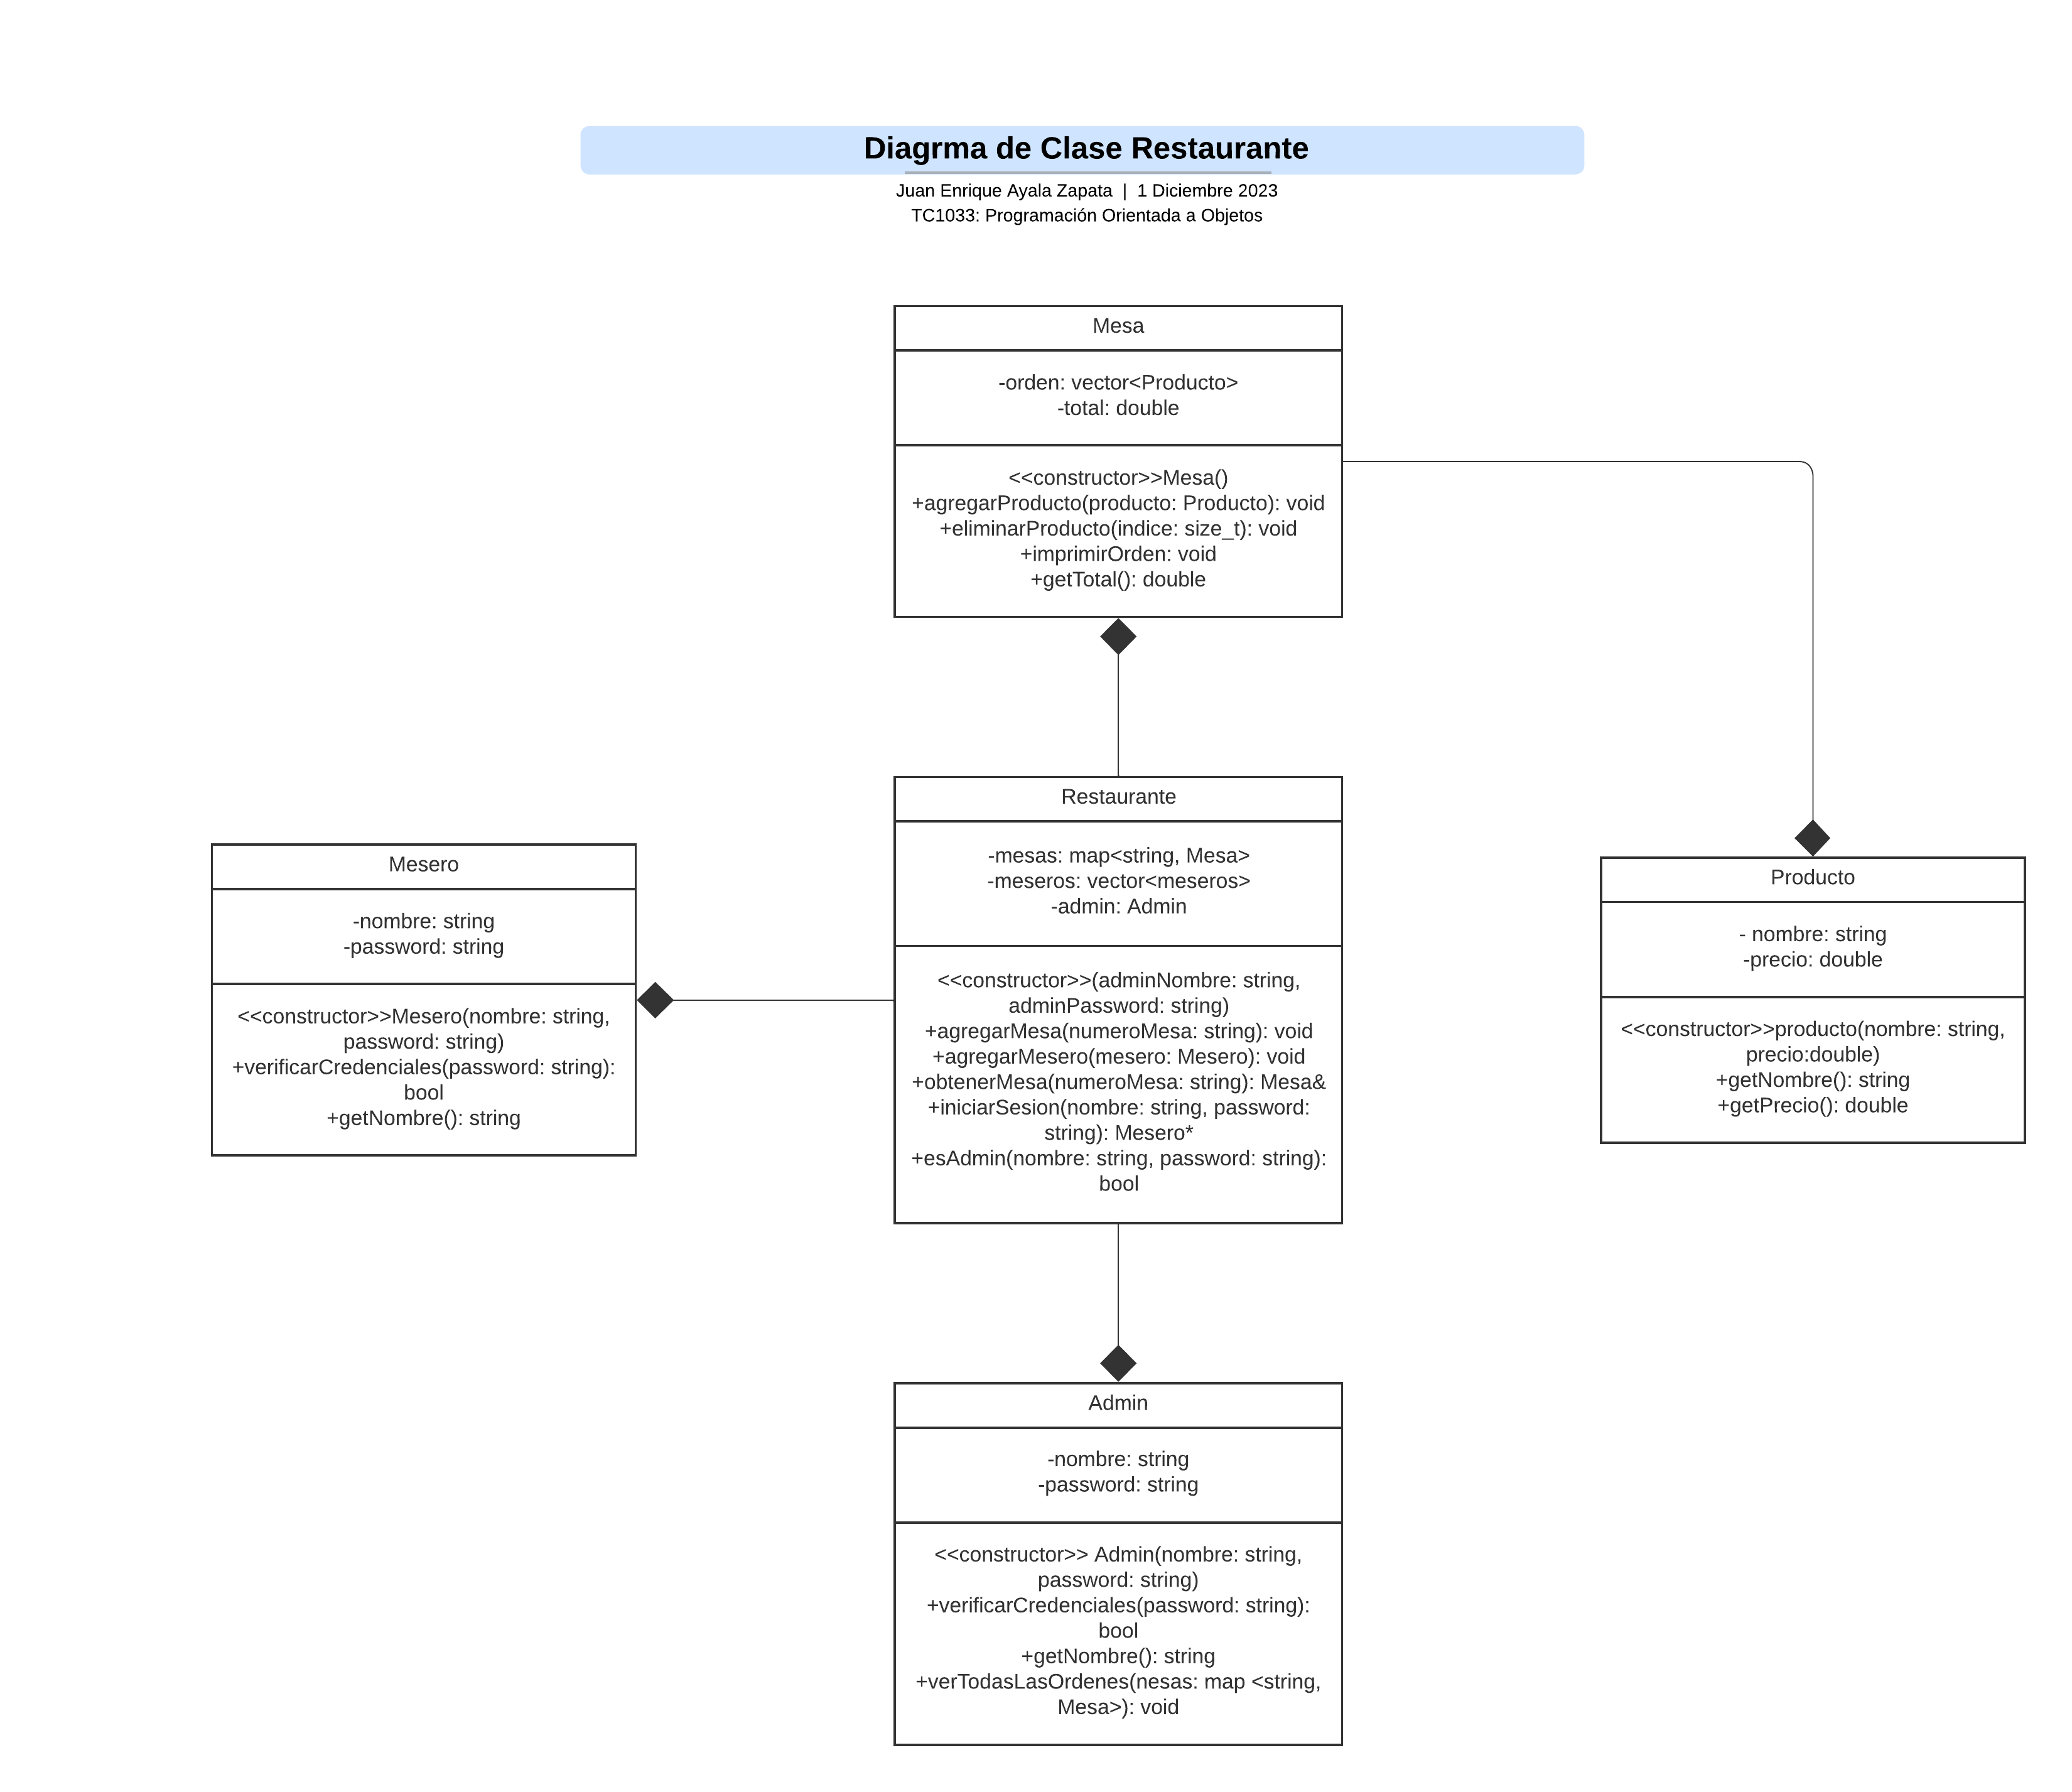 Diagrma de Clase Restaurante
Juan Enrique Ayala Zapata | 1 Diciembre 2023
TC1033: Programación Orientada a Objetos
Mesa
-orden: vector<Producto>
-total: double
<<constructor>>Mesa()
+agregarProducto(producto: Producto): void
+eliminarProducto(indice: size_t): void
+imprimirOrden: void
+getTotal(): double
Restaurante
-mesas: map<string, Mesa>
-meseros: vector<meseros>
-admin: Admin
<<constructor>>(adminNombre: string,
adminPassword: string)
+agregarMesa(numeroMesa: string): void
+agregarMesero(mesero: Mesero): void
+obtenerMesa(numeroMesa: string): Mesa&
+iniciarSesion(nombre: string, password:
string): Mesero*
+esAdmin(nombre: string, password: string):
bool
Mesero
-nombre: string
-password: string
<<constructor>>Mesero(nombre: string,
password: string)
+verificarCredenciales(password: string):
bool
+getNombre(): string
Producto
- nombre: string
-precio: double
<<constructor>>producto(nombre: string,
precio:double)
+getNombre(): string
+getPrecio(): double
Admin
-nombre: string
-password: string
<<constructor>> Admin(nombre: string,
password: string)
+verificarCredenciales(password: string):
bool
+getNombre(): string
+verTodasLasOrdenes(nesas: map <string,
Mesa>): void